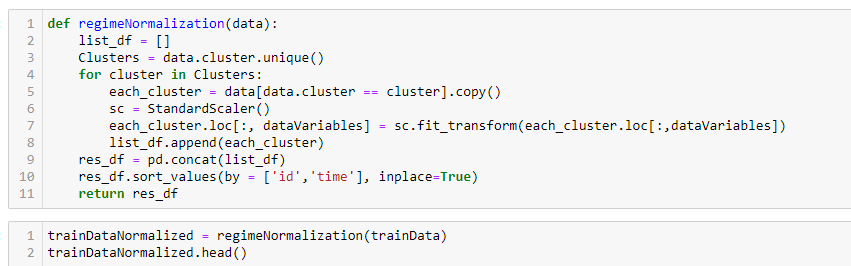 1 def regimeNormalization(data):
2     list_df = []
3     Clusters = data.cluster.unique()
4     for cluster in Clusters:
5         each_cluster = data[data.cluster == cluster].copy()
6         sc = StandardScaler()
7         each_cluster.loc[:, dataVariables] = sc.fit_transform(each_cluster.loc[:,dataVariables])
8         list_df.append(each_cluster)
9     res_df = pd.concat(list_df)
10     res_df.sort_values(by = ['id','time'], inplace=True)
11     return res_df
1 trainDataNormalized = regimeNormalization(trainData)
2 trainDataNormalized.head()